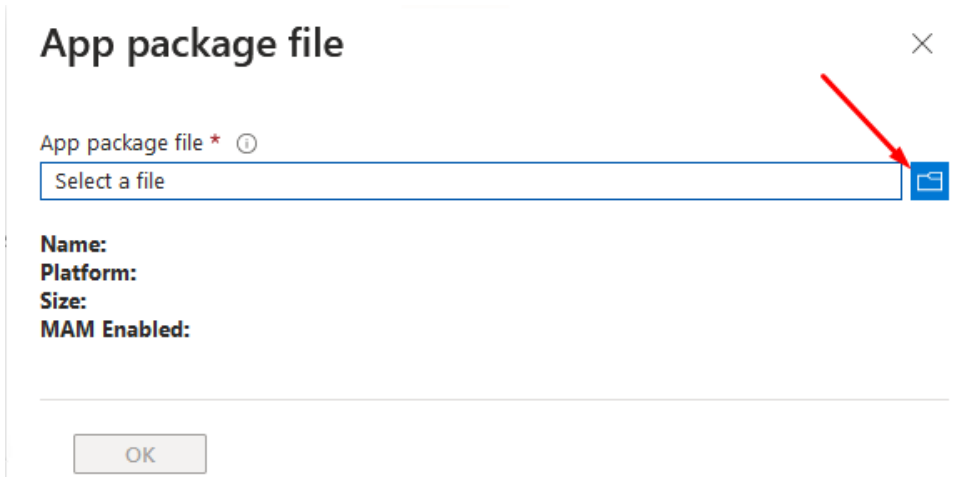 App package file
App package file *
Select a file
Name:
Platform:
Size:
MAM Enabled:
OK